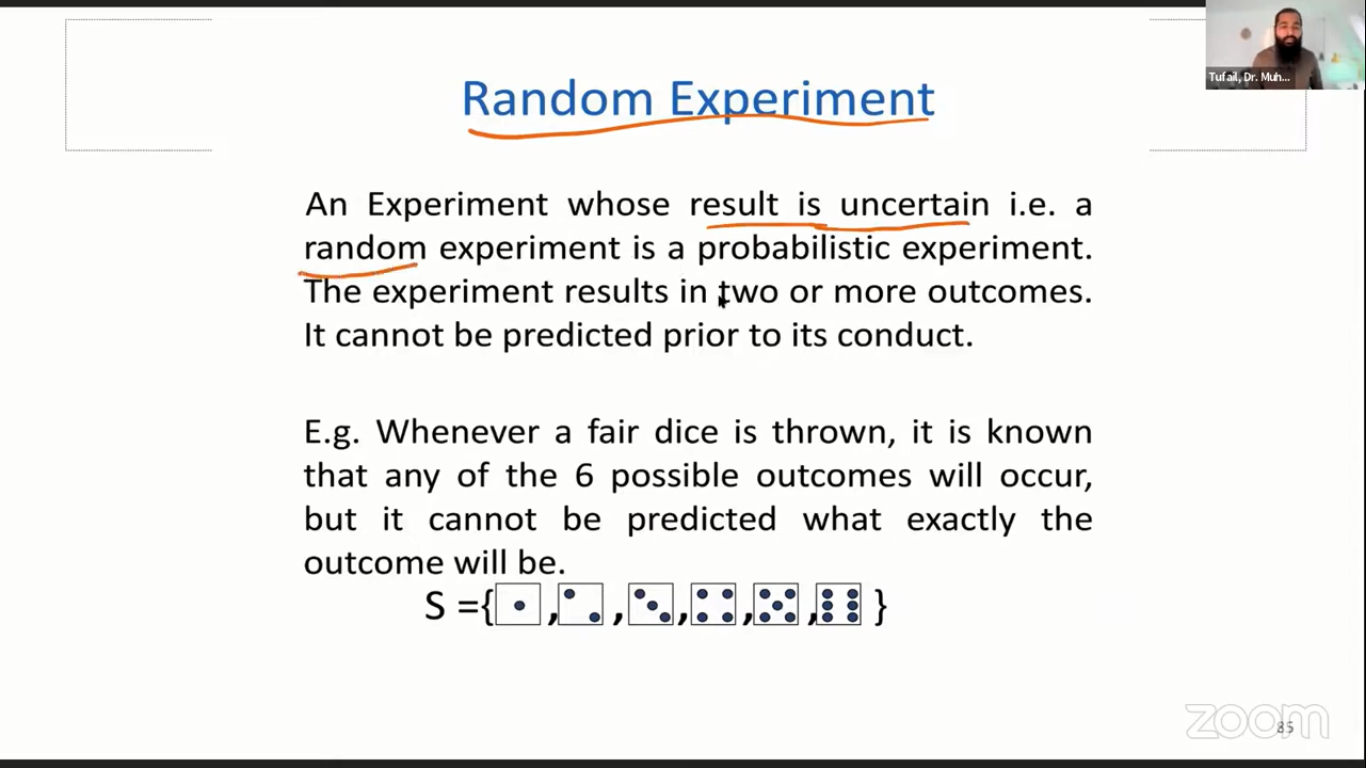 Tufail, Dr. Muh...
Random Experiment
An Experiment whose result is uncertain i.e. a
random experiment is a probabilistic experiment.
The experiment results in two or more outcomes.
It cannot be predicted prior to its conduct.
E.g. Whenever a fair dice is thrown, it is known
that any of the 6 possible outcomes will occur,
but it cannot be predicted what exactly the
outcome will be.
S ={ , , , , , }
zoom
85